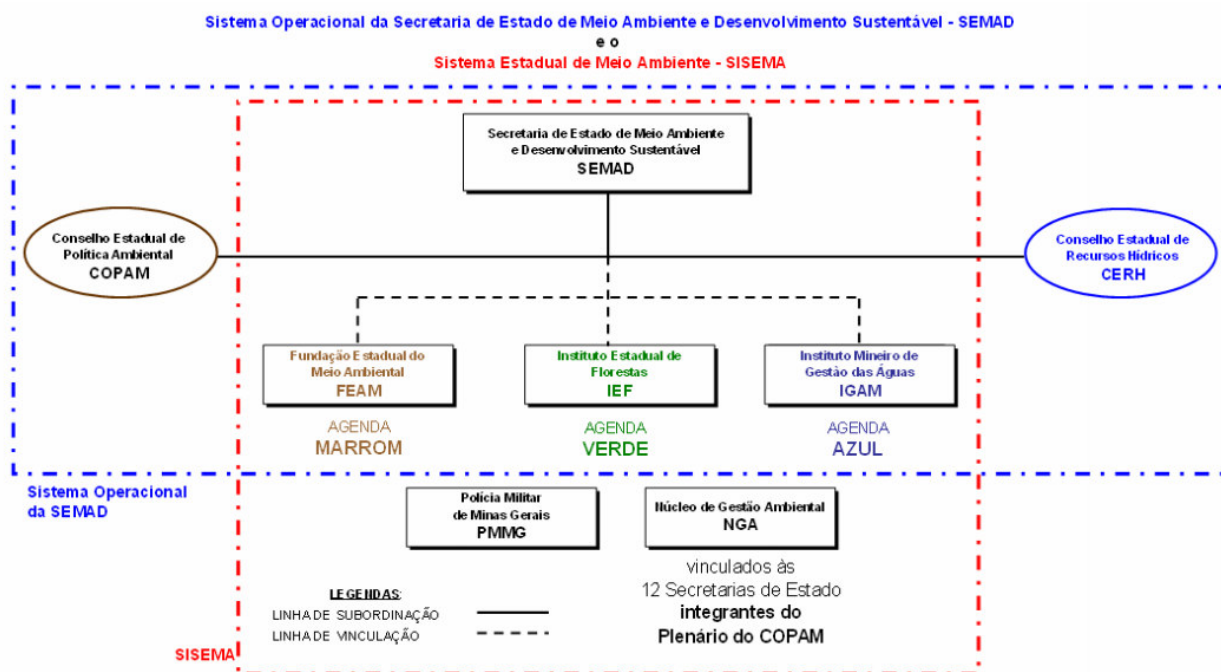 Sistema Operacional da Secretaria de Estado de Meio Ambiente e Desenvolvimento Sustentável - SEMAD
e o
Sistema Estadual de Meio Ambiente - SISEMA
Secretaria de Estado de Meio Ambiente
e Desenvolvimento Sustentável
SEMAD
Conselho Estadual de
Política Ambiental
COPAM
Conselho Estadual de
Recursos Hídricos
CERH
Fundação Estadual do
Meio Ambiental
FEAM
Instituto Estadual de
Florestas
IEF
Instituto Mineiro de
Gestão das Águas
IGAM
AGENDA
MARROM
AGENDA
VERDE
AGENDA
AZUL
Sistema Operacional
da SEMAD
Polícia Militar
de Minas Gerais
PMMG
Núcleo de Gestão Ambiental
NGA
vinculados às
12 Secretarias de Estado
integrantes do
Plenário do COPAM
LEGENDAS:
LINHA DE SUBORDINAÇÃO
LINHA DE VINCULAÇÃO
SISEMA